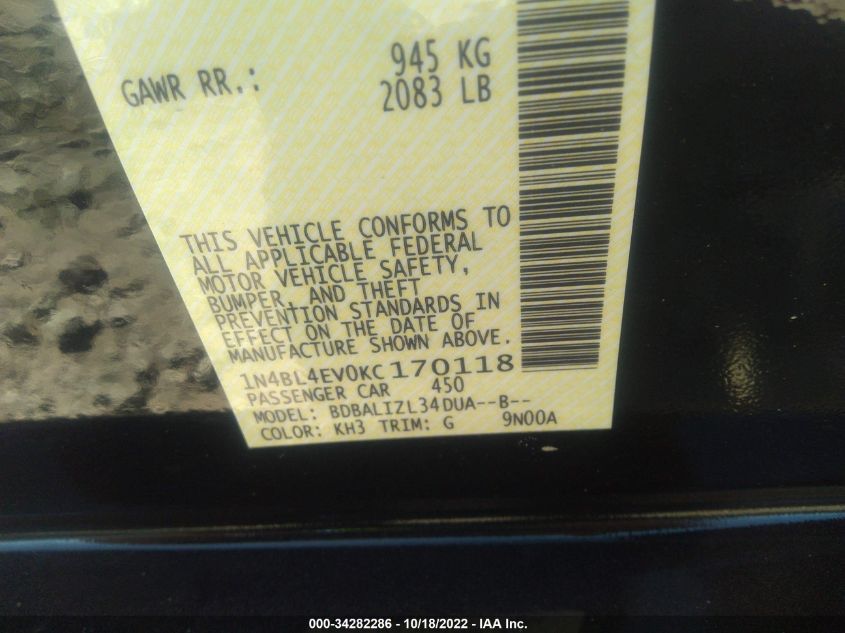 GAWR RR.: 945 KG
2083 LB
THIS VEHICLE CONFORMS TO
ALL APPLICABLE FEDERAL
MOTOR VEHICLE SAFETY,
BUMPER, AND THEFT
PREVENTION STANDARDS IN
EFFECT ON THE DATE OF
MANUFACTURE SHOWN ABOVE.
1N4BL4EV0KC170118
PASSENGER CAR 450
MODEL: BDBALIZL34DUA--B--
COLOR: KH3 TRIM: G 9N00A
000-34282286 - 10/18/2022 - IAA Inc.